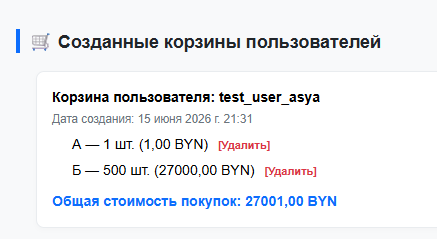 Созданные корзины пользователей
Корзина пользователя: test_user_asya
Дата создания: 15 июня 2026 г. 21:31
А — 1 шт. (1,00 BYN) [Удалить]
Б — 500 шт. (27000,00 BYN) [Удалить]
Общая стоимость покупок: 27001,00 BYN